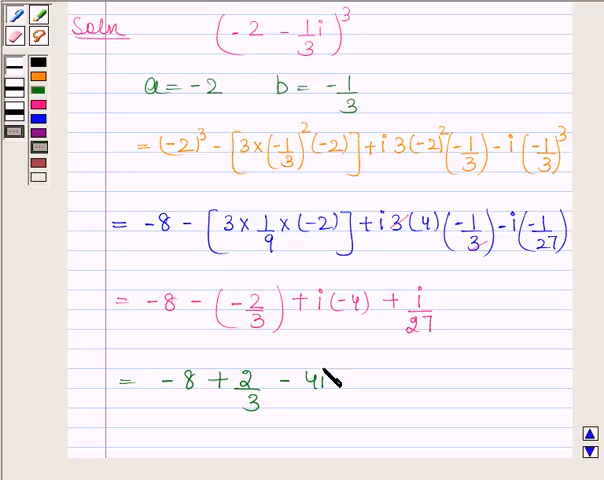 Soln (-2 - 1/3 i)^3
a = -2 b = -1/3
= (-2)^3 - [3 × (-1/3)^2 (-2)] + i 3(-2)^2 (-1/3) - i (-1/3)^3
= -8 - [3 × 1/9 × (-2)] + i 3(4) (-1/3) - i (-1/27)
= -8 - (-2/3) + i(-4) + i/27
= -8 + 2/3 - 4i